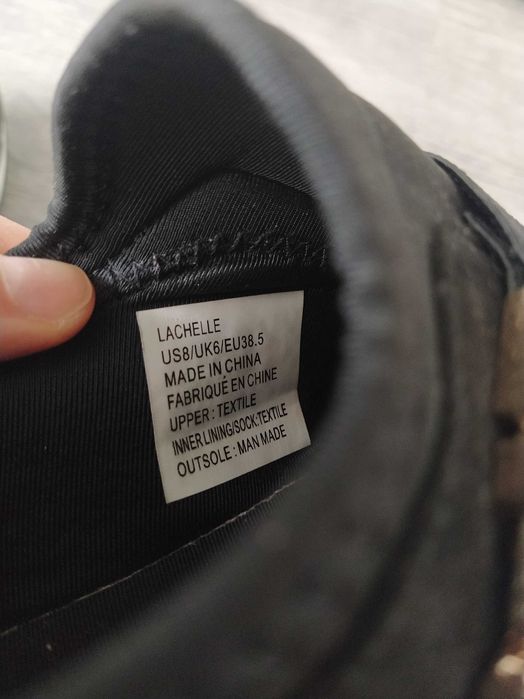 LACHELLE
US8/UK6/EU38.5
MADE IN CHINA
FABRIQUÉ EN CHINE
UPPER : TEXTILE
INNER LINING/SOCK:TEXTILE
OUTSOLE : MAN MADE